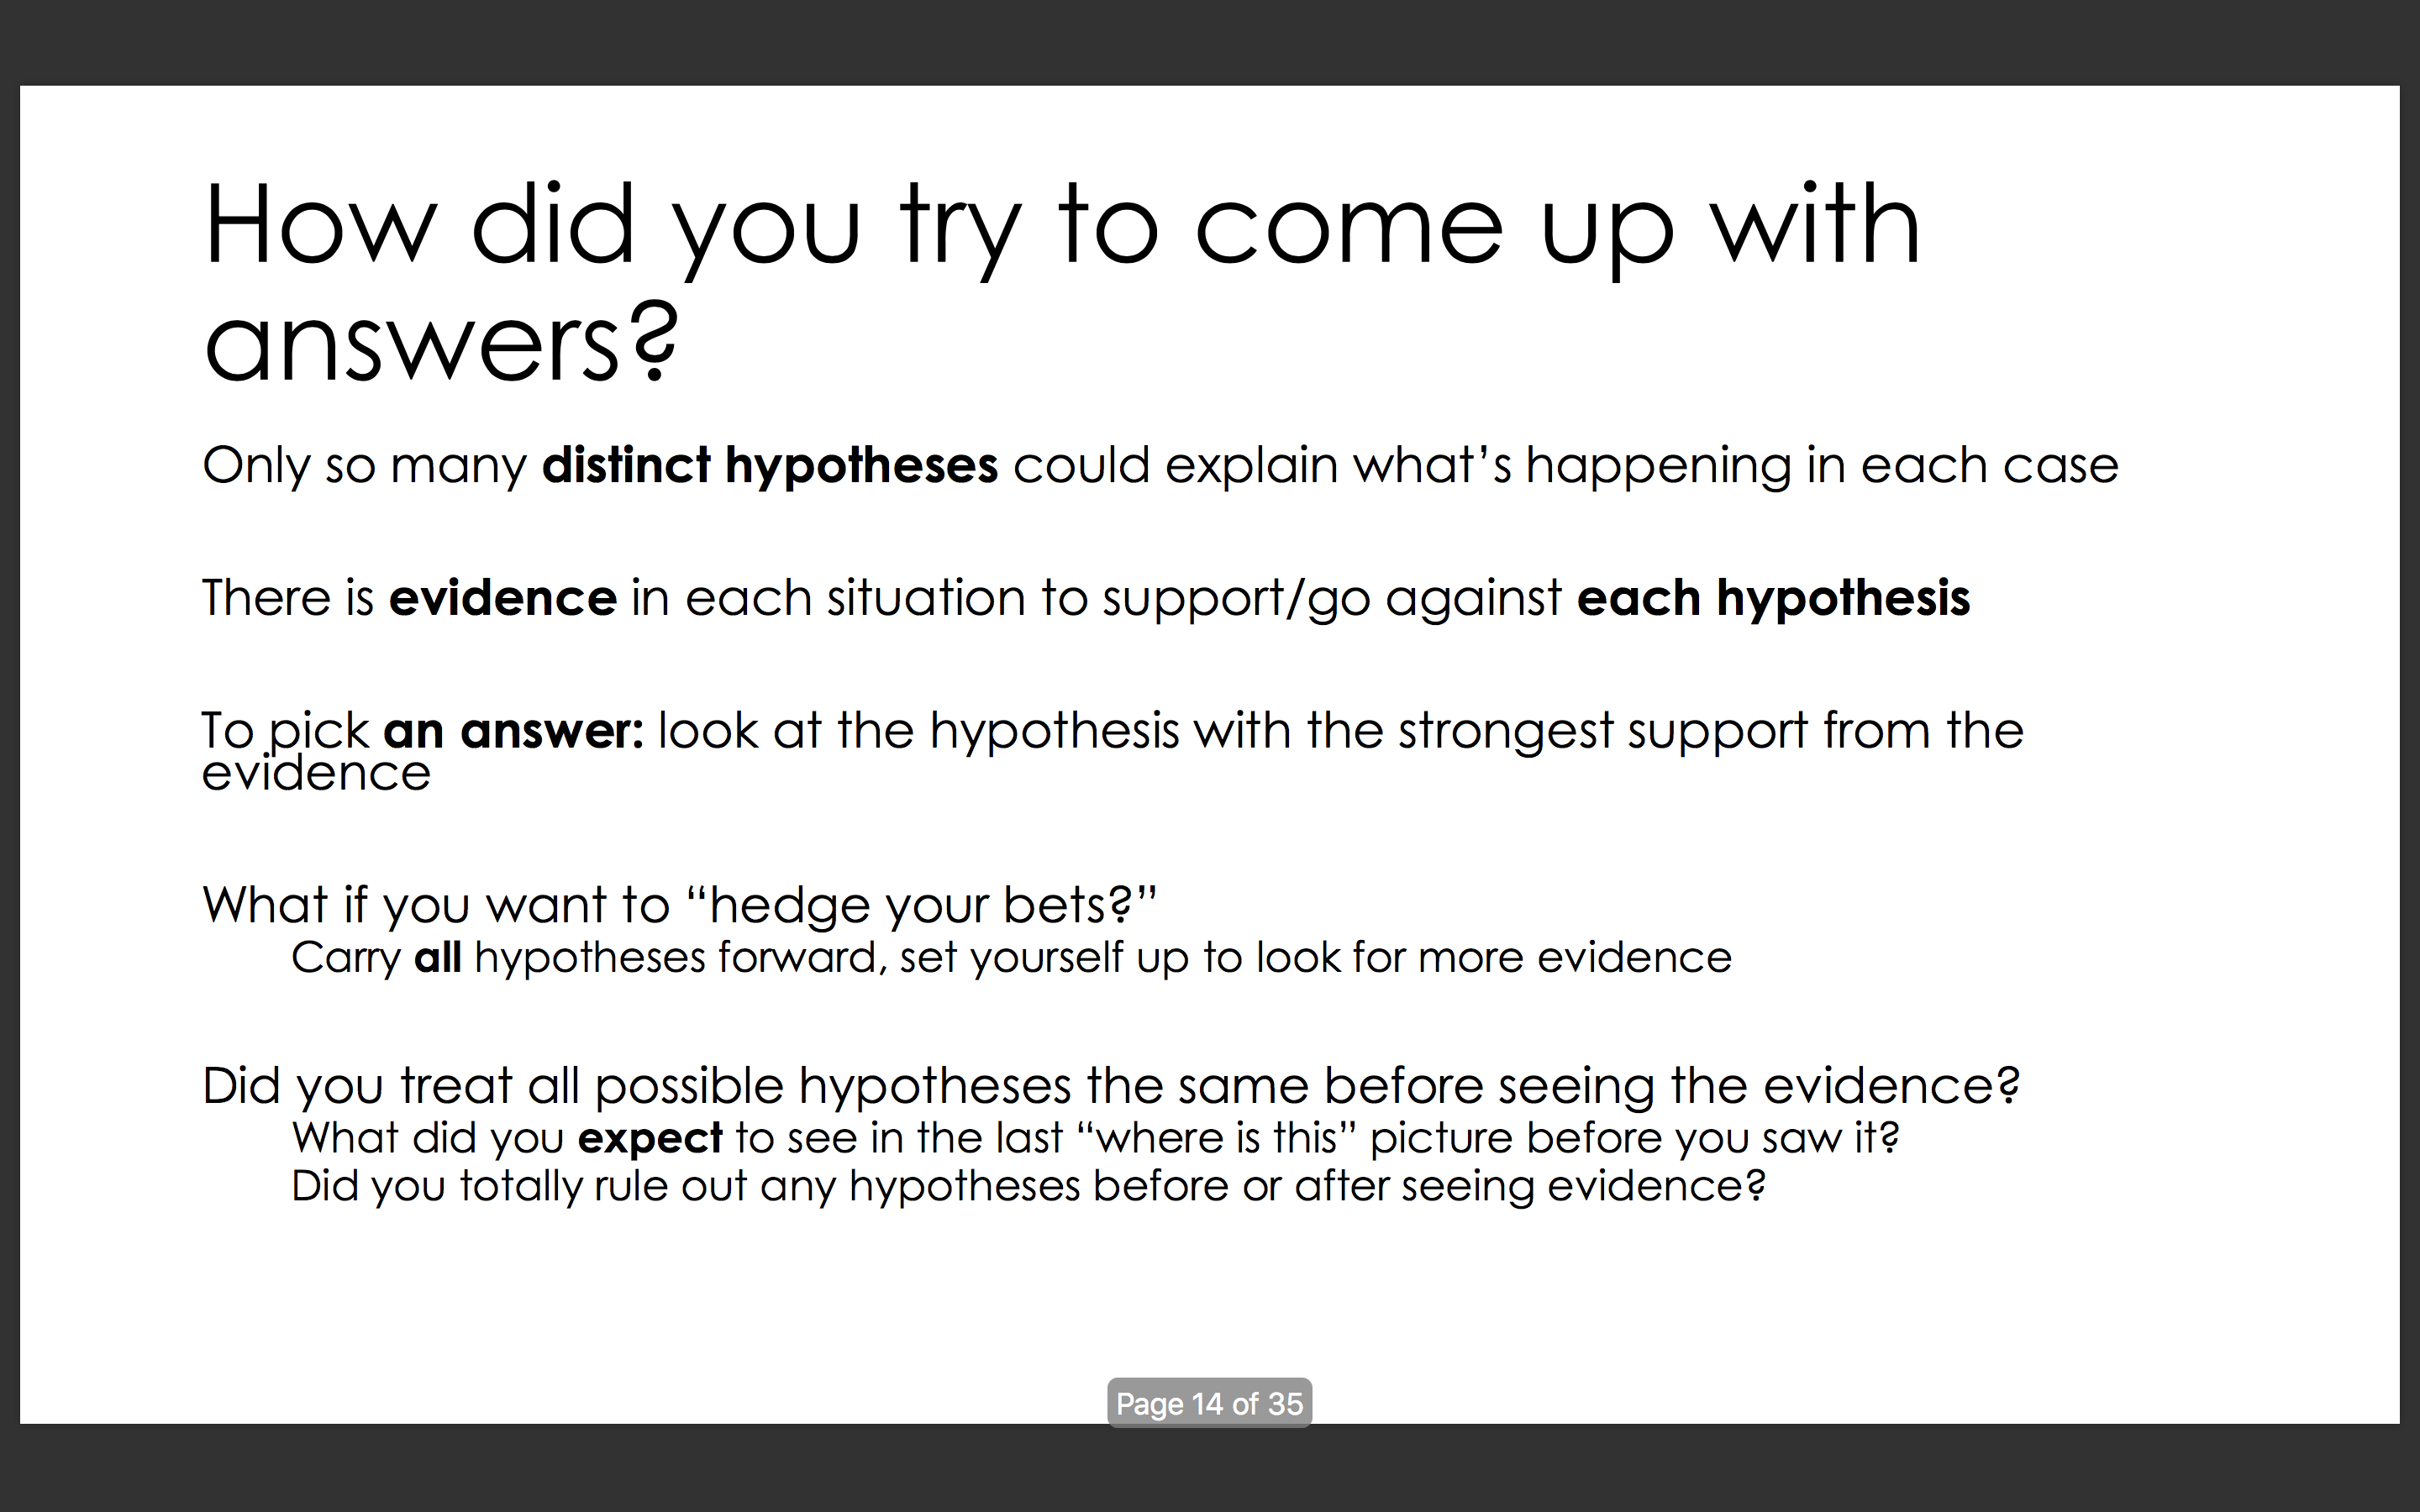 How did you try to come up with
answers?
Only so many distinct hypotheses could explain what’s happening in each case
There is evidence in each situation to support/go against each hypothesis
To pick an answer: look at the hypothesis with the strongest support from the
evidence
What if you want to “hedge your bets?”
Carry all hypotheses forward, set yourself up to look for more evidence
Did you treat all possible hypotheses the same before seeing the evidence?
What did you expect to see in the last “where is this” picture before you saw it?
Did you totally rule out any hypotheses before or after seeing evidence?
Page 14 of 35